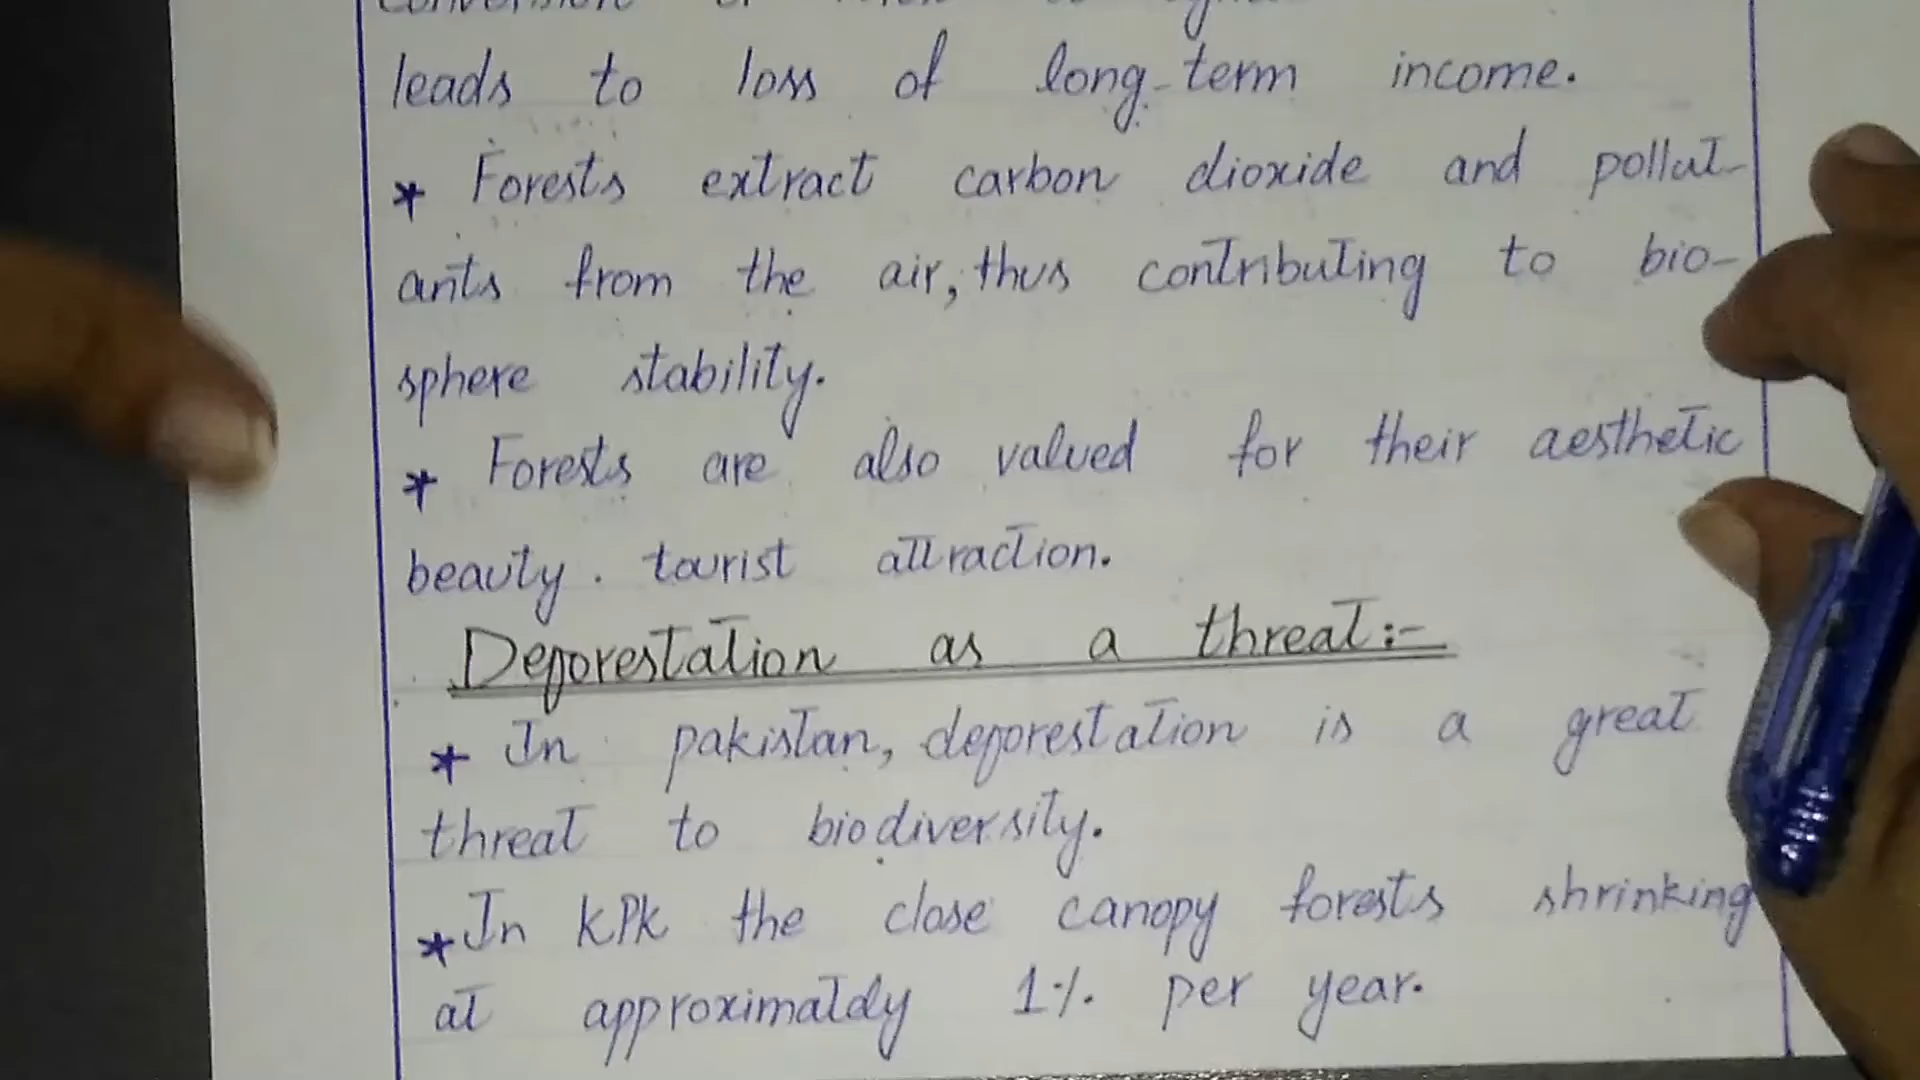 leads to loss of long-term income.
* Forests extract carbon dioxide and pollut-
ants from the air, thus contributing to bio-
sphere stability.
* Forests are also valued for their aesthetic
beauty. tourist attraction.
Deforestation as a threat:-
* In pakistan, deforestation is a great
threat to biodiversity.
* In KPK the close canopy forests shrinking
at approximatdy 1% per year.